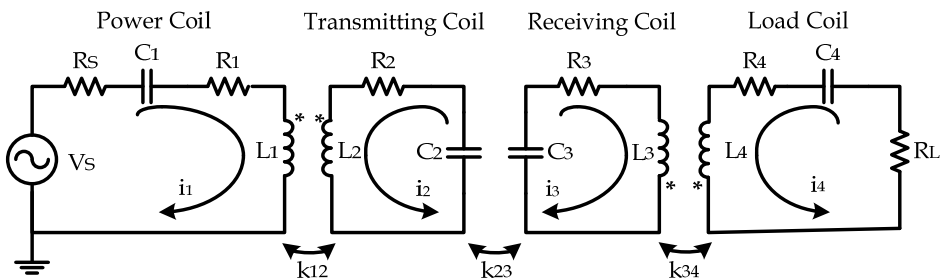 Power Coil Transmitting Coil Receiving Coil Load Coil
RS C1 R1 R2 R3 R4 C4
VS L1 * * L2 C2 C3 L3 * * L4 RL
i1 i2 i3 i4
k12 k23 k34